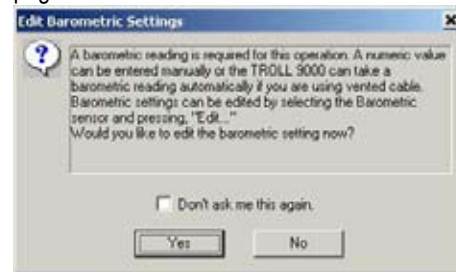 Edit Barometric Settings
A barometric reading is required for this operation. A numeric value
can be entered manually or the TROLL 9000 can take a
barometric reading automatically if you are using vented cable.
Barometric settings can be edited by selecting the Barometric
sensor and pressing, "Edit..."
Would you like to edit the barometric setting now?
Don't ask me this again.
Yes
No